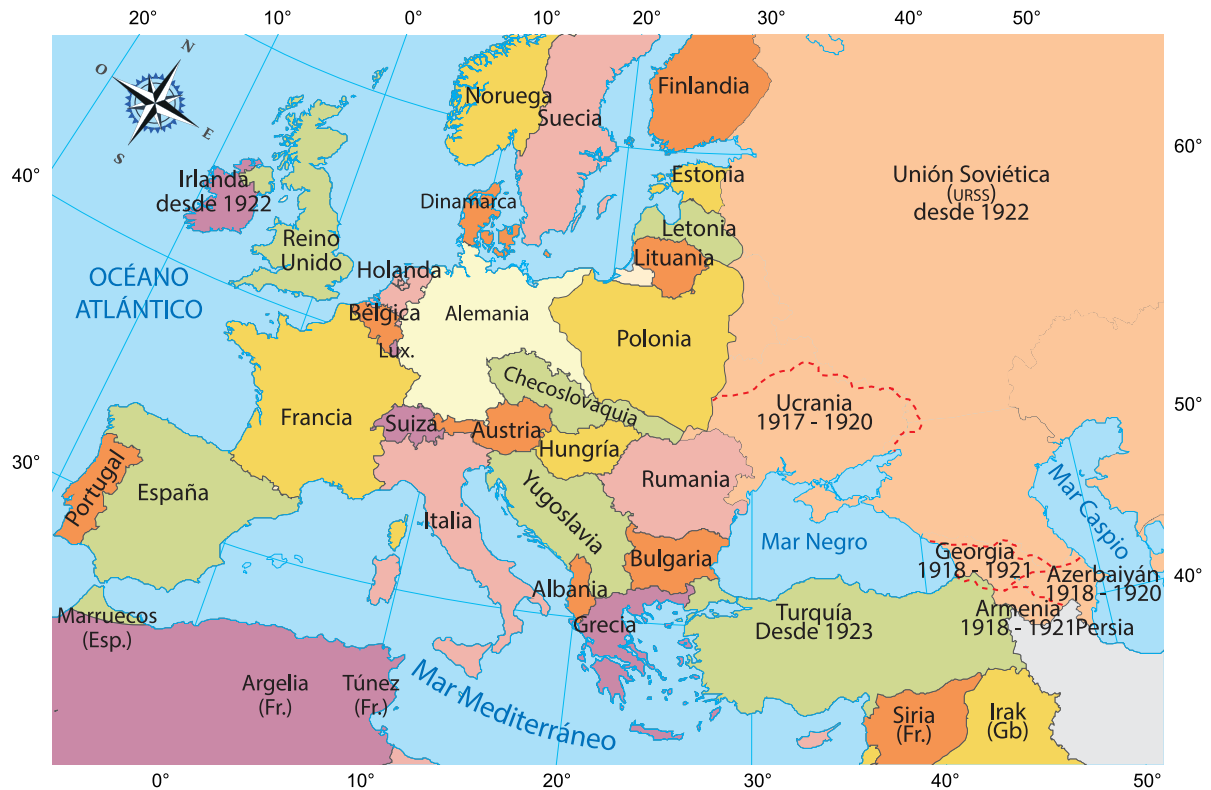 20°
10°
0°
10°
20°
30°
40°
50°
N
O
E
S
Noruega
Suecia
Finlandia
60°
40°
Irlanda
desde 1922
Dinamarca
Estonia
Unión Soviética
(URSS)
desde 1922
Letonia
Reino
Unido
Holanda
Lituania
OCÉANO
ATLÁNTICO
Bélgica
Alemania
Lux.
Polonia
Checoslovaquia
50°
Francia
Suiza
Austria
Hungría
Ucrania
1917 - 1920
30°
Portugal
España
Italia
Yugoslavia
Rumania
Mar Caspio
Mar Negro
Bulgaria
Georgia
1918 - 1921
Azerbaiyán
1918 - 1920
40°
Albania
Grecia
Turquía
Desde 1923
Armenia
1918 - 1921
Persia
Marruecos
(Esp.)
Argelia
(Fr.)
Túnez
(Fr.)
Mar Mediterráneo
Siria
(Fr.)
Irak
(Gb)
0°
10°
20°
30°
40°
50°